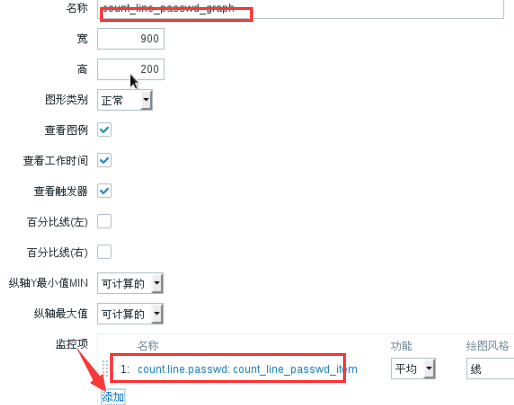 名称 count_line_passwd_graph
宽 900
高 200
图形类别 正常
查看图例
查看工作时间
查看触发器
百分比线(左)
百分比线(右)
纵轴Y最小值MIN 可计算的
纵轴最大值 可计算的
监控项 名称 功能 绘图风格
1: count.line.passwd: count_line_passwd_item 平均 线
添加